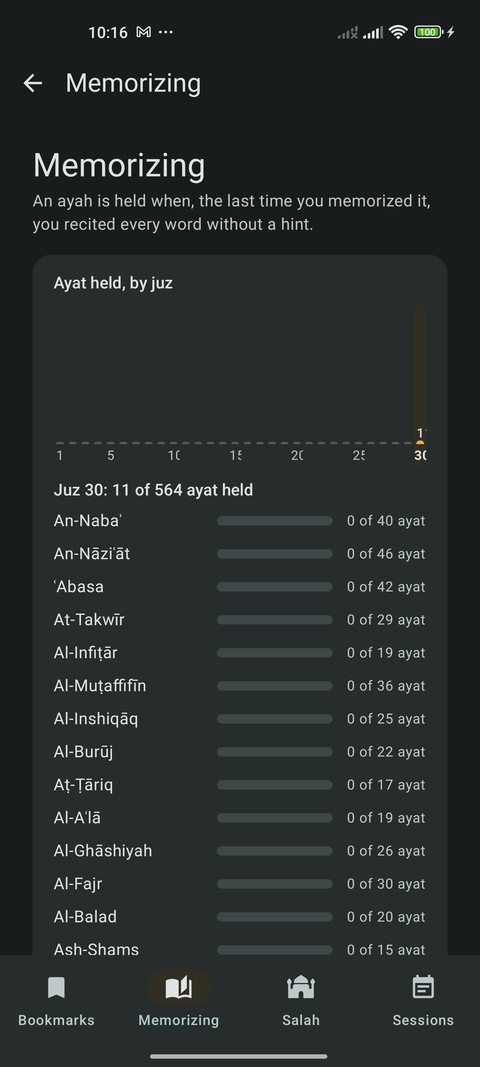 10:16
100
Memorizing
Memorizing
An ayah is held when, the last time you memorized it,
you recited every word without a hint.
Ayat held, by juz
1 5 10 15 20 25 30
Juz 30: 11 of 564 ayat held
An-Nabaʾ 0 of 40 ayat
An-Nāziʿāt 0 of 46 ayat
ʿAbasa 0 of 42 ayat
At-Takwīr 0 of 29 ayat
Al-Infiṭār 0 of 19 ayat
Al-Muṭaffifīn 0 of 36 ayat
Al-Inshiqāq 0 of 25 ayat
Al-Burūj 0 of 22 ayat
Aṭ-Ṭāriq 0 of 17 ayat
Al-Aʿlā 0 of 19 ayat
Al-Ghāshiyah 0 of 26 ayat
Al-Fajr 0 of 30 ayat
Al-Balad 0 of 20 ayat
Ash-Shams 0 of 15 ayat
Bookmarks Memorizing Salah Sessions